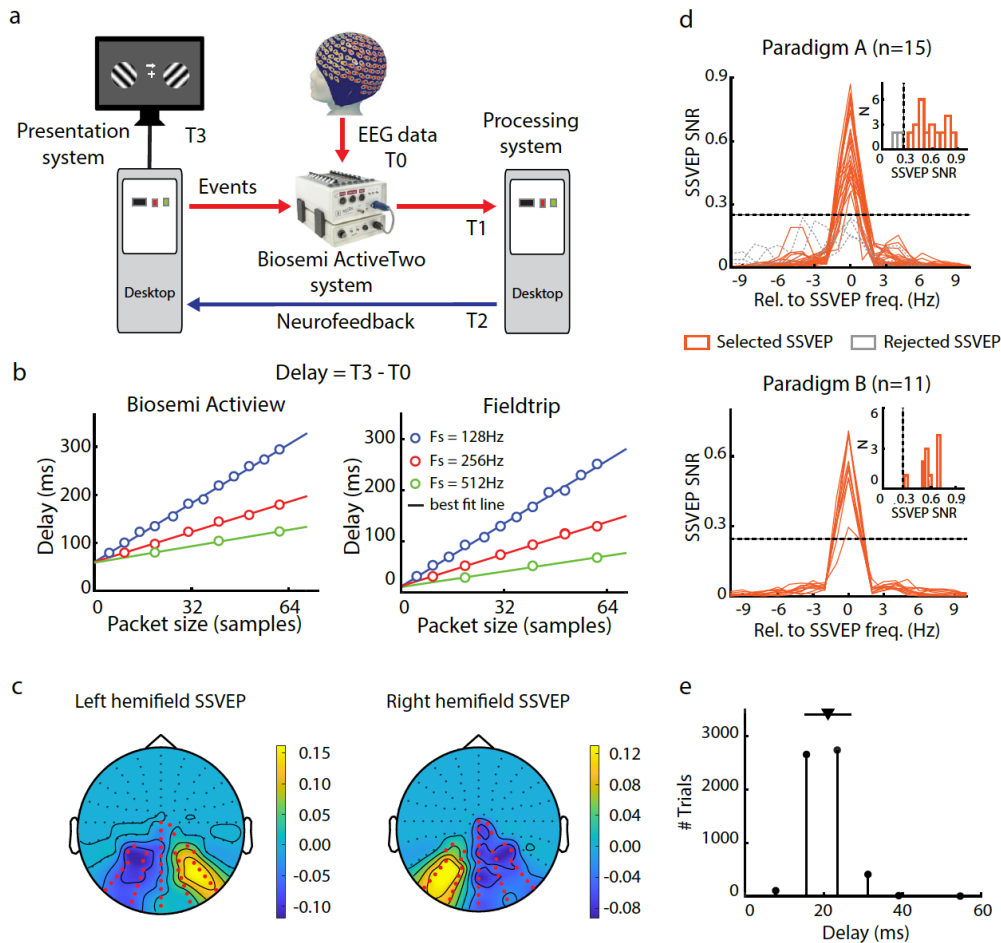 a
Presentation
system
T3
EEG data
T0
Processing
system
Events
T1
Biosemi ActiveTwo
system
Desktop
Desktop
Neurofeedback
T2
b
Delay = T3 - T0
Biosemi Actiview
Delay (ms)
300
200
100
0
0
32
64
Packet size (samples)
Fieldtrip
Delay (ms)
300
200
100
0
Fs = 128Hz
Fs = 256Hz
Fs = 512Hz
best fit line
0
32
64
Packet size (samples)
c
Left hemifield SSVEP
0.15
0.10
0.05
0.00
-0.05
-0.10
Right hemifield SSVEP
0.12
0.08
0.04
0.00
-0.04
-0.08
d
Paradigm A (n=15)
SSVEP SNR
0.9
0.6
0.3
0
-9 -6 -3 0 3 6 9
Rel. to SSVEP freq. (Hz)
N
6
3
0
0 0.3 0.6 0.9
SSVEP SNR
Selected SSVEP
Rejected SSVEP
Paradigm B (n=11)
SSVEP SNR
0.9
0.6
0.3
0
-9 -6 -3 0 3 6 9
Rel. to SSVEP freq. (Hz)
N
6
3
0
0 0.3 0.6 0.9
SSVEP SNR
e
# Trials
3000
2000
1000
0
0 20 40 60
Delay (ms)